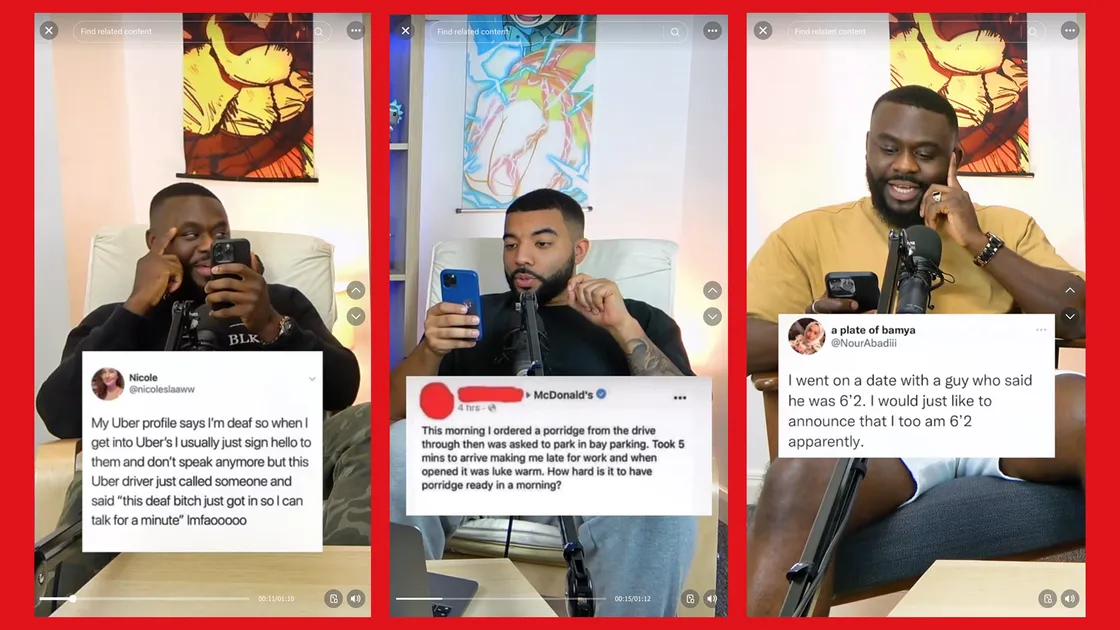 Find related content
BLK
Nicole
@nicoleslaaww
My Uber profile says I'm deaf so when I
get into Uber's I usually just sign hello to
them and don't speak anymore but this
Uber driver just called someone and
said "this deaf bitch just got in so I can
talk for a minute" lmfaooooo
00:11/01:10
Find related content
McDonald's
4 hrs
This morning I ordered a porridge from the drive
through then was asked to park in bay parking. Took 5
mins to arrive making me late for work and when
opened it was luke warm. How hard is it to have
porridge ready in a morning?
00:15/01:12
Find related content
a plate of bamya
@NourAbadiii
I went on a date with a guy who said
he was 6'2. I would just like to
announce that I too am 6'2
apparently.